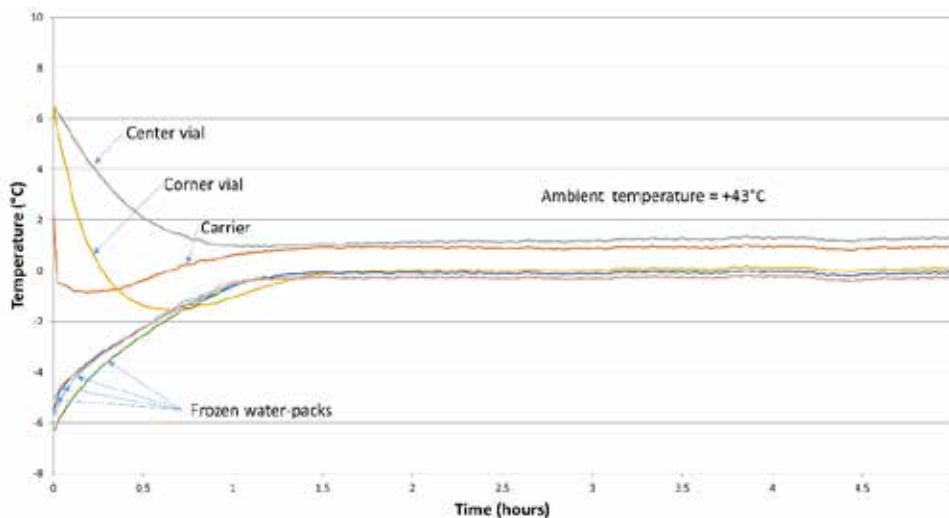 10
8
6
4
2
0
-2
-4
-6
-8
Temperature (°C)
Center vial
Corner vial
Carrier
Ambient temperature = +43°C
Frozen water-packs
0
0.5
1
1.5
2
2.5
3
3.5
4
4.5
Time (hours)